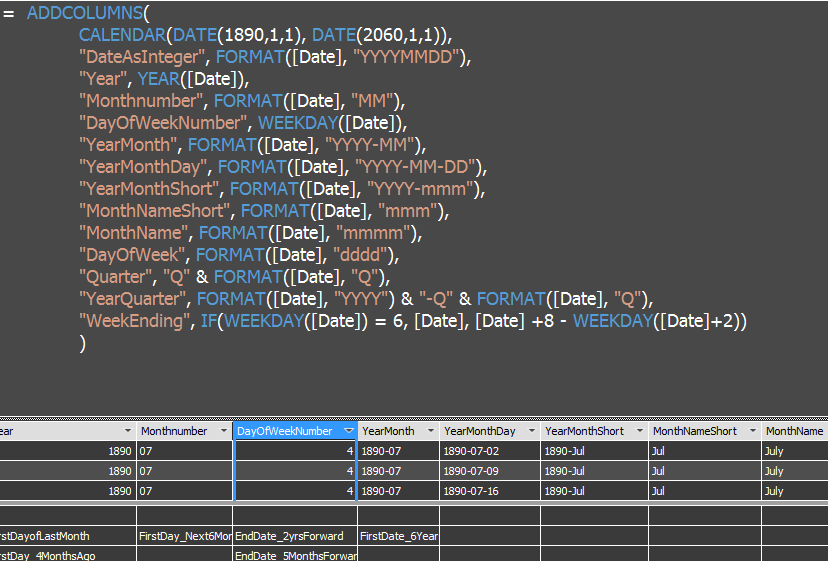 = ADDCOLUMNS(
CALENDAR(DATE(1890,1,1), DATE(2060,1,1)),
"DateAsInteger", FORMAT([Date], "YYYYMMDD"),
"Year", YEAR([Date]),
"Monthnumber", FORMAT([Date], "MM"),
"DayOfWeekNumber", WEEKDAY([Date]),
"YearMonth", FORMAT([Date], "YYYY-MM"),
"YearMonthDay", FORMAT([Date], "YYYY-MM-DD"),
"YearMonthShort", FORMAT([Date], "YYYY-mmm"),
"MonthNameShort", FORMAT([Date], "mmm"),
"MonthName", FORMAT([Date], "mmmm"),
"DayOfWeek", FORMAT([Date], "dddd"),
"Quarter", "Q" & FORMAT([Date], "Q"),
"YearQuarter", FORMAT([Date], "YYYY") & "-Q" & FORMAT([Date], "Q"),
"WeekEnding", IF(WEEKDAY([Date]) = 6, [Date], [Date] +8 - WEEKDAY([Date]+2))
)
ear Monthnumber DayOfWeekNumber YearMonth YearMonthDay YearMonthShort MonthNameShort MonthName
1890 07 4 1890-07 1890-07-02 1890-Jul Jul July
1890 07 4 1890-07 1890-07-09 1890-Jul Jul July
1890 07 4 1890-07 1890-07-16 1890-Jul Jul July
rstDayofLastMonth FirstDay_Next6Mor EndDate_2yrsForward FirstDate_6Year
rstDay_4MonthsAgo EndDate_5MonthsForwar